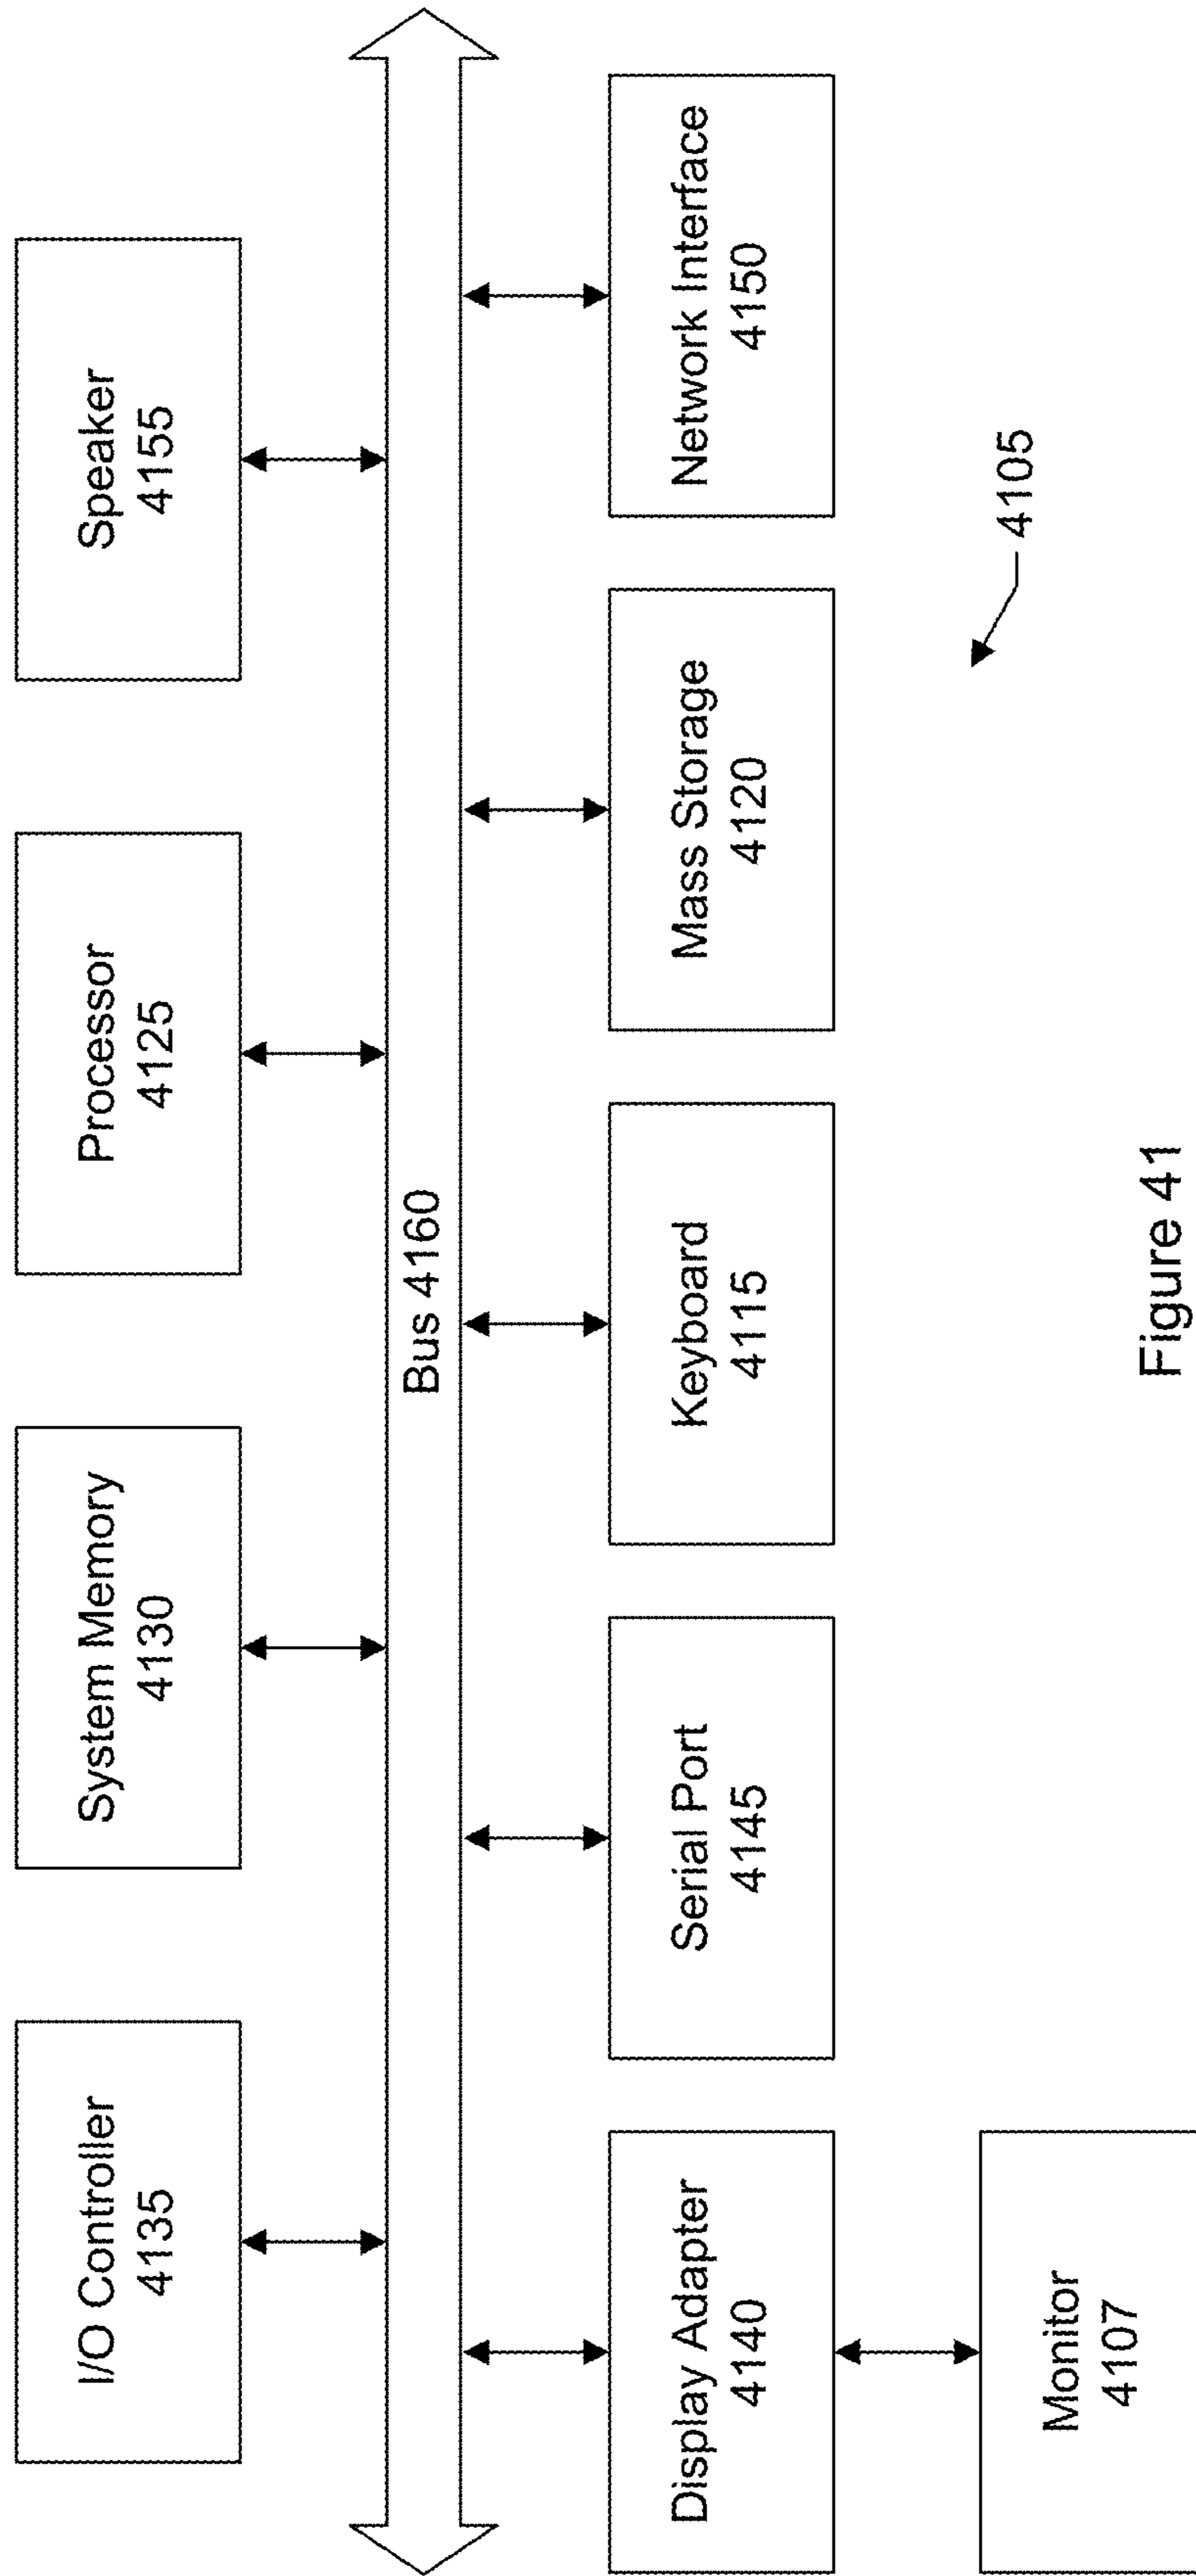 I/O Controller
4135
System Memory
4130
Processor
4125
Speaker
4155
Bus 4160
Display Adapter
4140
Serial Port
4145
Keyboard
4115
Mass Storage
4120
Network Interface
4150
Monitor
4107
4105
Figure 41